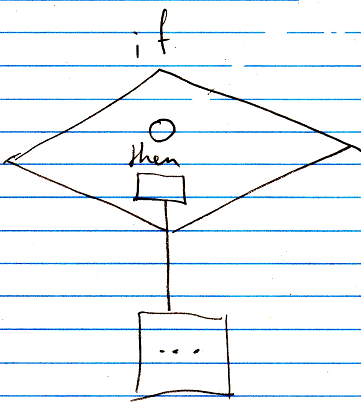 if
then
...